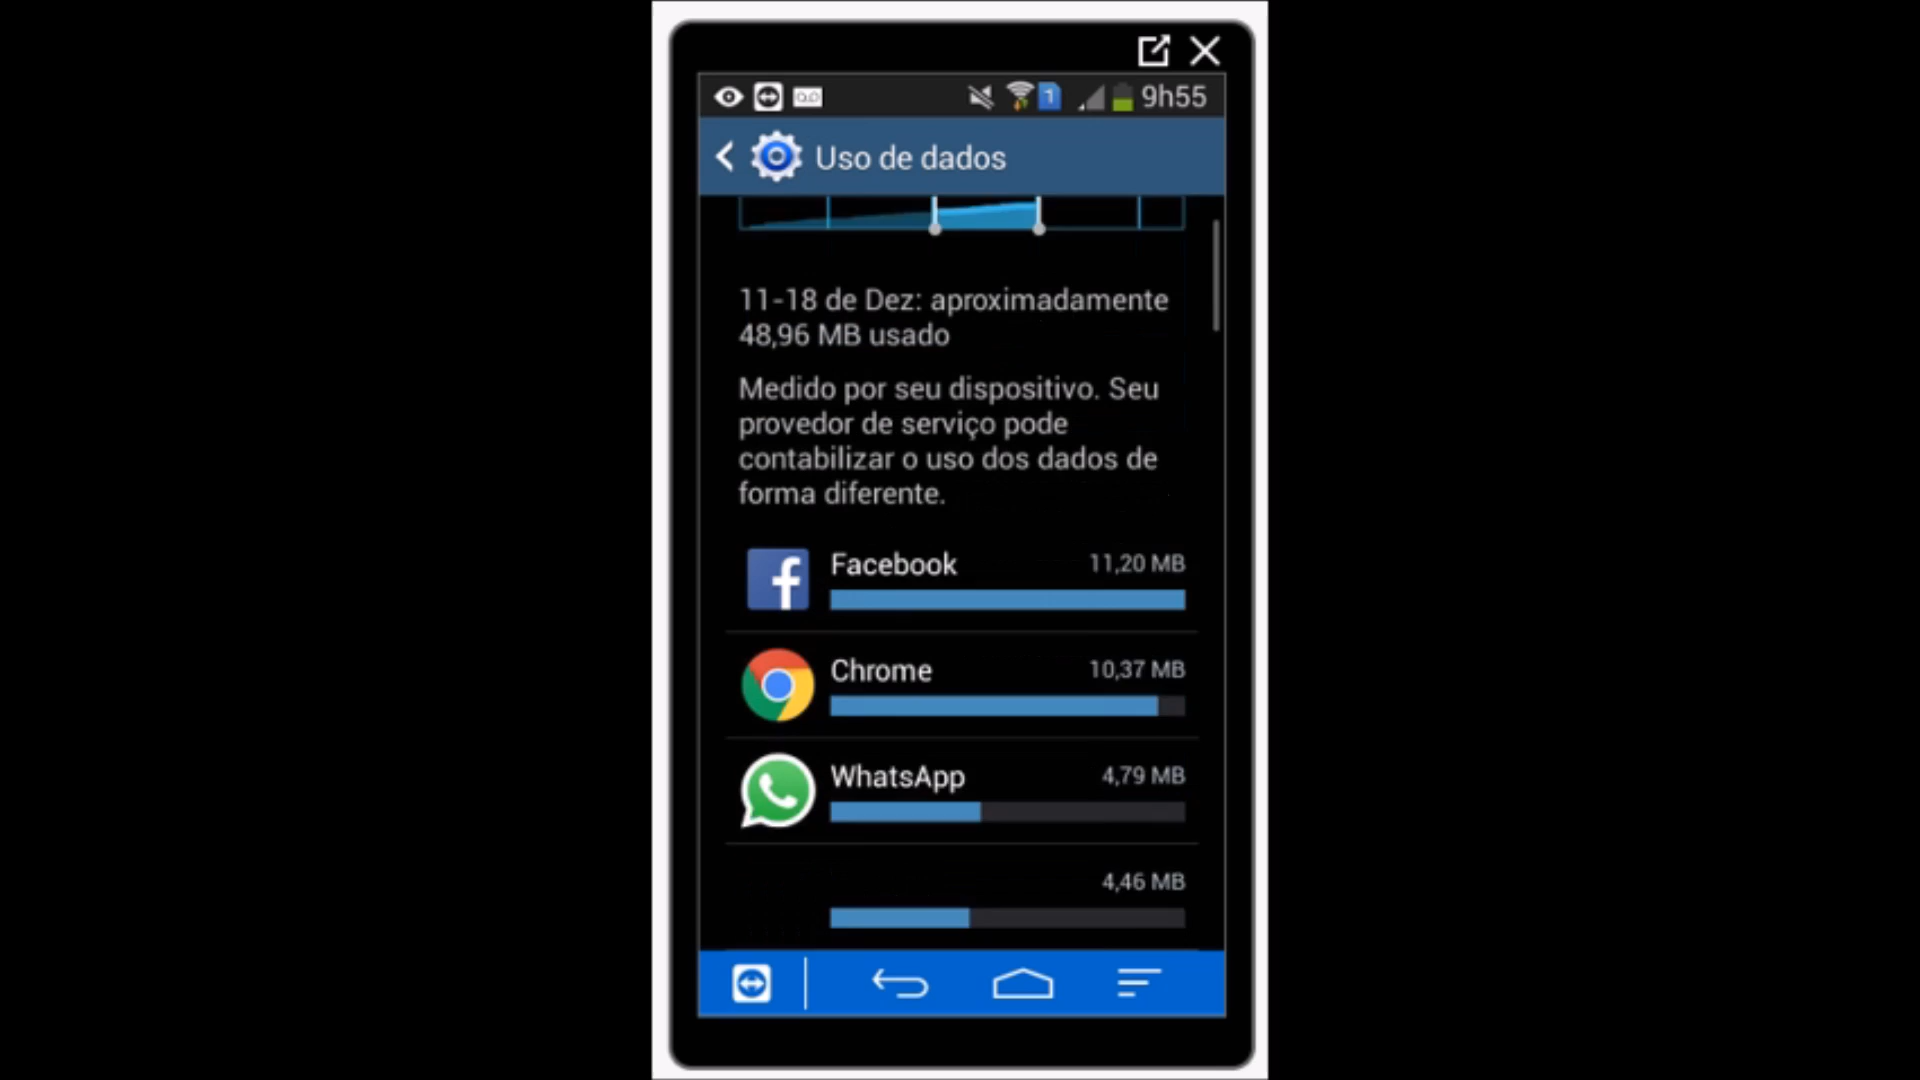 9h55
Uso de dados
11-18 de Dez: aproximadamente
48,96 MB usado
Medido por seu dispositivo. Seu
provedor de serviço pode
contabilizar o uso dos dados de
forma diferente.
Facebook 11,20 MB
Chrome 10,37 MB
WhatsApp 4,79 MB
4,46 MB